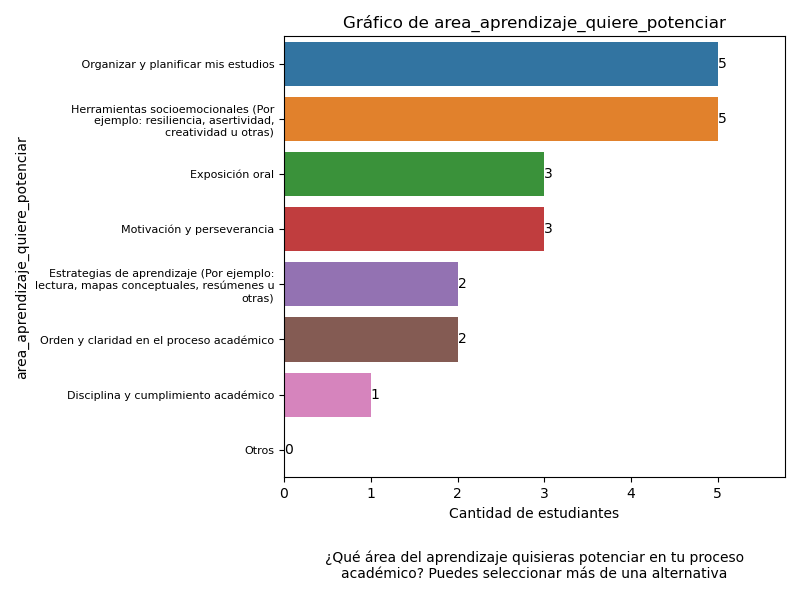 Gráfico de area_aprendizaje_quiere_potenciar
area_aprendizaje_quiere_potenciar
Organizar y planificar mis estudios
5
Herramientas socioemocionales (Por
ejemplo: resiliencia, asertividad,
creatividad u otras)
5
Exposición oral
3
Motivación y perseverancia
3
Estrategias de aprendizaje (Por ejemplo:
lectura, mapas conceptuales, resúmenes u
otras)
2
Orden y claridad en el proceso académico
2
Disciplina y cumplimiento académico
1
Otros
0
0 1 2 3 4 5
Cantidad de estudiantes
¿Qué área del aprendizaje quisieras potenciar en tu proceso
académico? Puedes seleccionar más de una alternativa